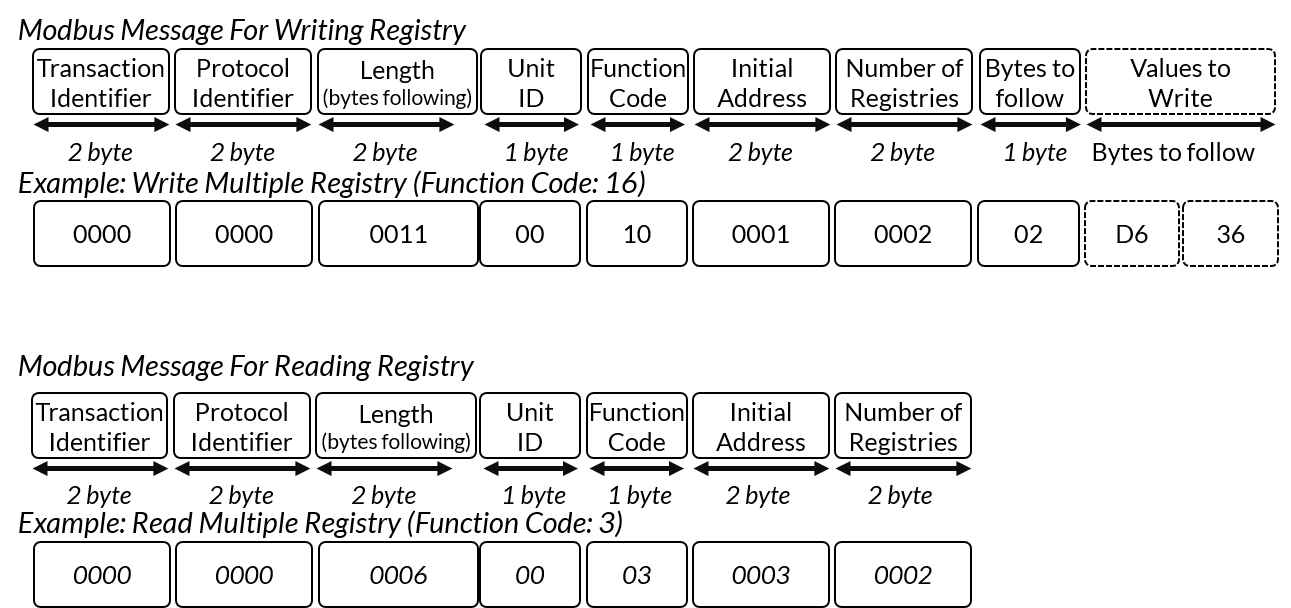 Modbus Message For Writing Registry
Transaction Protocol Length Unit Function Initial Number of Bytes to Values to
Identifier Identifier (bytes following) ID Code Address Registries follow Write
2 byte 2 byte 2 byte 1 byte 1 byte 2 byte 2 byte 1 byte Bytes to follow
Example: Write Multiple Registry (Function Code: 16)
0000 0000 0011 00 10 0001 0002 02 D6 36
Modbus Message For Reading Registry
Transaction Protocol Length Unit Function Initial Number of
Identifier Identifier (bytes following) ID Code Address Registries
2 byte 2 byte 2 byte 1 byte 1 byte 2 byte 2 byte
Example: Read Multiple Registry (Function Code: 3)
0000 0000 0006 00 03 0003 0002